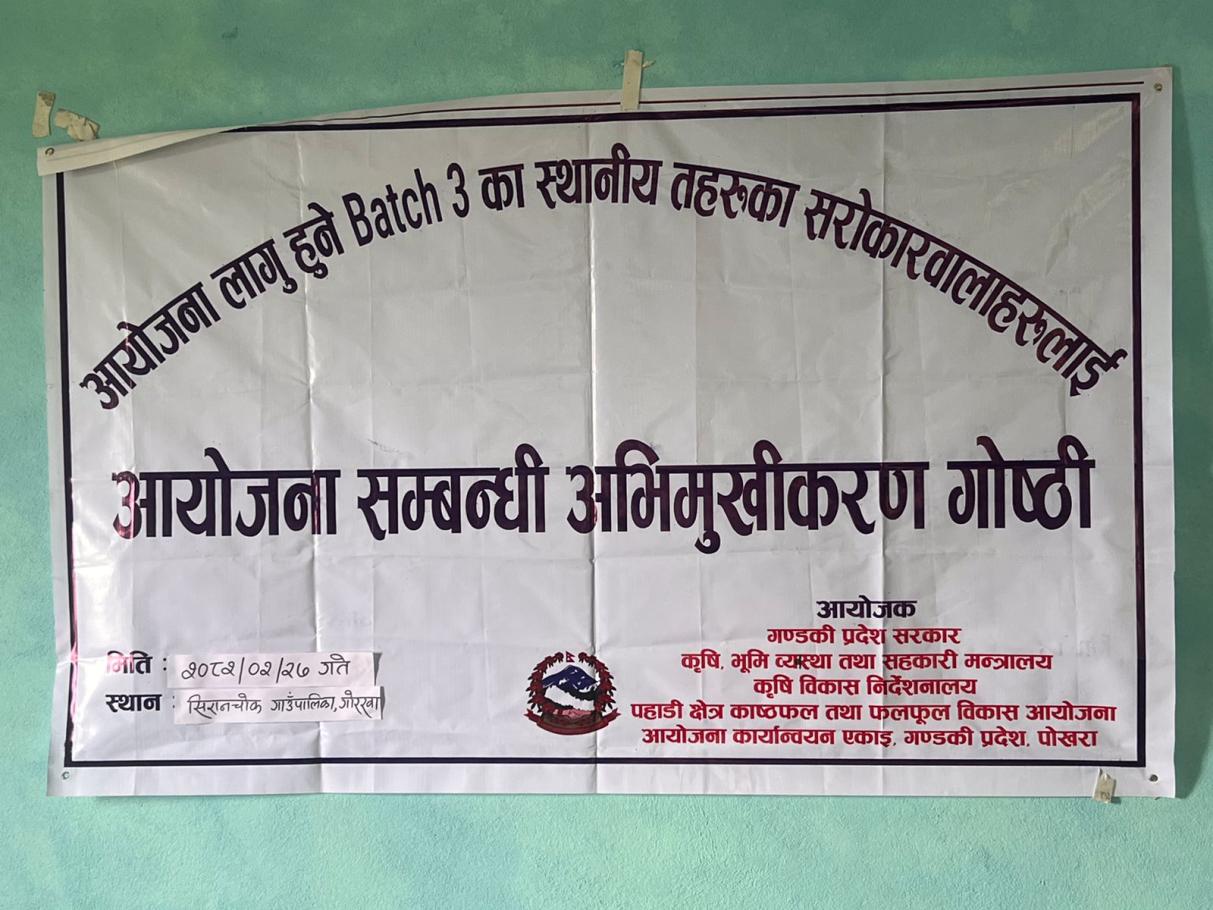 आयोजना लागु हुने Batch 3 का स्थानीय तहरुका सरोकारवालाहरुलाई
आयोजना सम्बन्धी अभिमुखीकरण गोष्ठी
आयोजक
गण्डकी प्रदेश सरकार
कृषि, भूमि व्यस्था तथा सहकारी मन्त्रालय
कृषि विकास निर्देशनालय
पहाडी क्षेत्र काष्ठफल तथा फलफूल विकास आयोजना
आयोजना कार्यान्वयन एकाइ, गण्डकी प्रदेश, पोखरा
मिति : २०८२/०२/२७ गते
स्थान : सिरानचोक गाउँपालिका, गोरखा